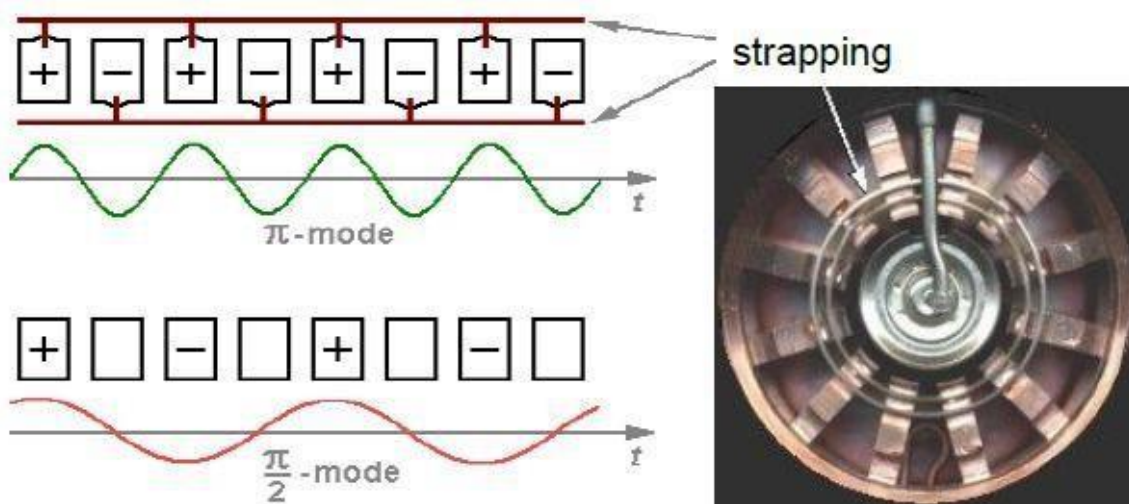 strapping
+ − + − + − + −
t
π-mode
+ − + −
t
π/2-mode